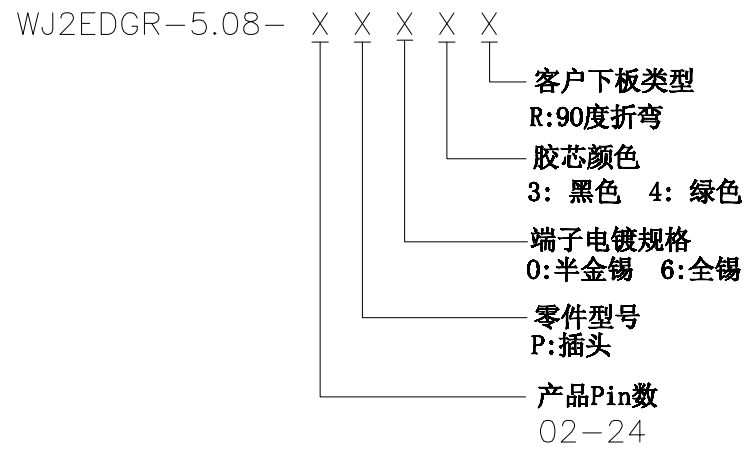 WJ2EDGR-5.08- X X X X X
客户下板类型
R:90度折弯
胶芯颜色
3: 黑色 4: 绿色
端子电镀规格
0:半金锡 6:全锡
零件型号
P:插头
产品Pin数
02-24